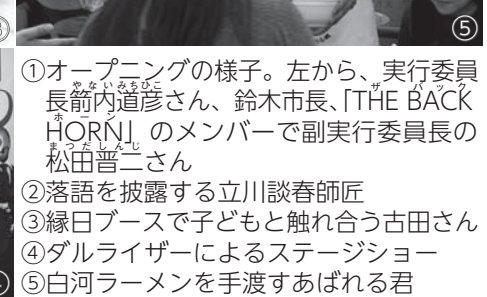 ③
⑤
①オープニングの様子。左から、実行委員
長箭内道彦さん、鈴木市長、「THE BACK
HORN」のメンバーで副実行委員長の
松田晋二さん
②落語を披露する立川談春師匠
③縁日ブースで子どもと触れ合う古田さん
④ダルライザーによるステージショー
⑤白河ラーメンを手渡すあばれる君